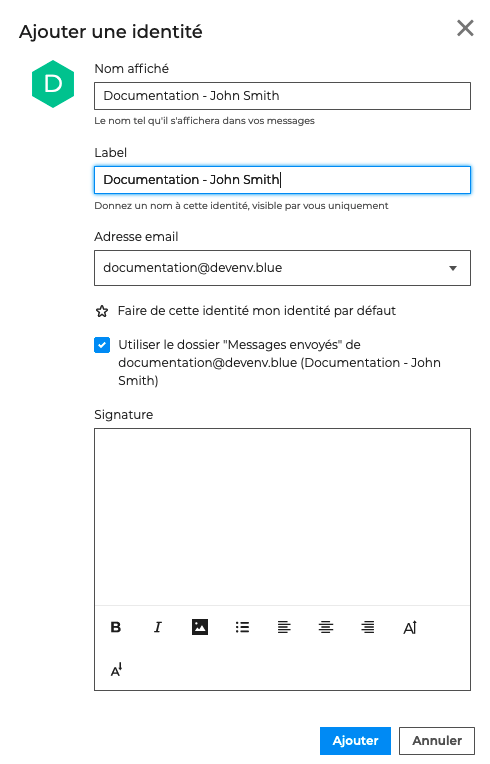 Ajouter une identité
D
Nom affiché
Documentation - John Smith
Le nom tel qu'il s'affichera dans vos messages
Label
Documentation - John Smith
Donnez un nom à cette identité, visible par vous uniquement
Adresse email
documentation@devenv.blue
Faire de cette identité mon identité par défaut
Utiliser le dossier "Messages envoyés" de
documentation@devenv.blue (Documentation - John
Smith)
Signature
B I A
A
Ajouter Annuler